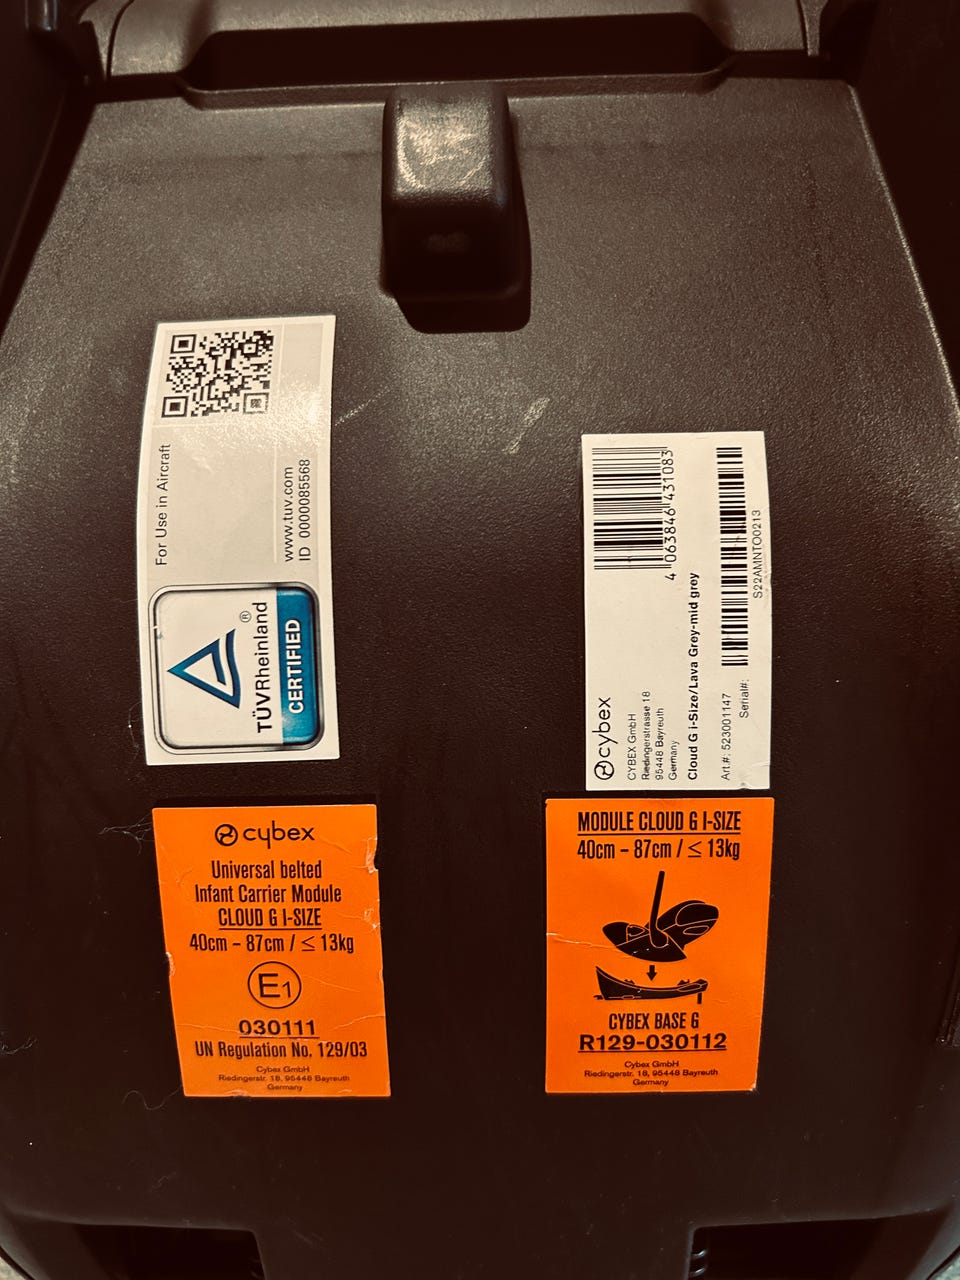 For Use in Aircraft
www.tuv.com
ID 0000085568
TÜVRheinland®
CERTIFIED
4 063846 431083
cybex
CYBEX GmbH
Riedingerstrasse 18
95448 Bayreuth
Germany
Cloud G i-Size/Lava Grey-mid grey
Art.#: 523001147
Serial#:
S22AMNTO0213
cybex
Universal belted
Infant Carrier Module
CLOUD G I-SIZE
40cm – 87cm / ≤ 13kg
E1
030111
UN Regulation No. 129/03
Cybex GmbH
Riedingerstr. 18, 95448 Bayreuth
Germany
MODULE CLOUD G I-SIZE
40cm – 87cm / ≤ 13kg
CYBEX BASE G
R129-030112
Cybex GmbH
Riedingerstr. 18, 95448 Bayreuth
Germany